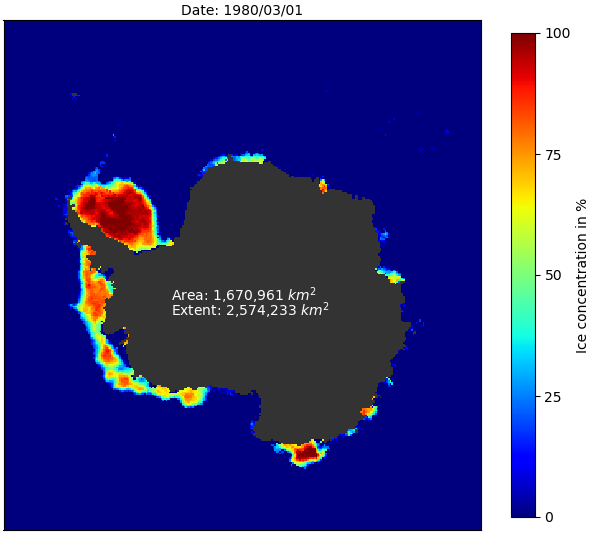 Date: 1980/03/01
Area: 1,670,961 km²
Extent: 2,574,233 km²
100
75
50
25
0
Ice concentration in %